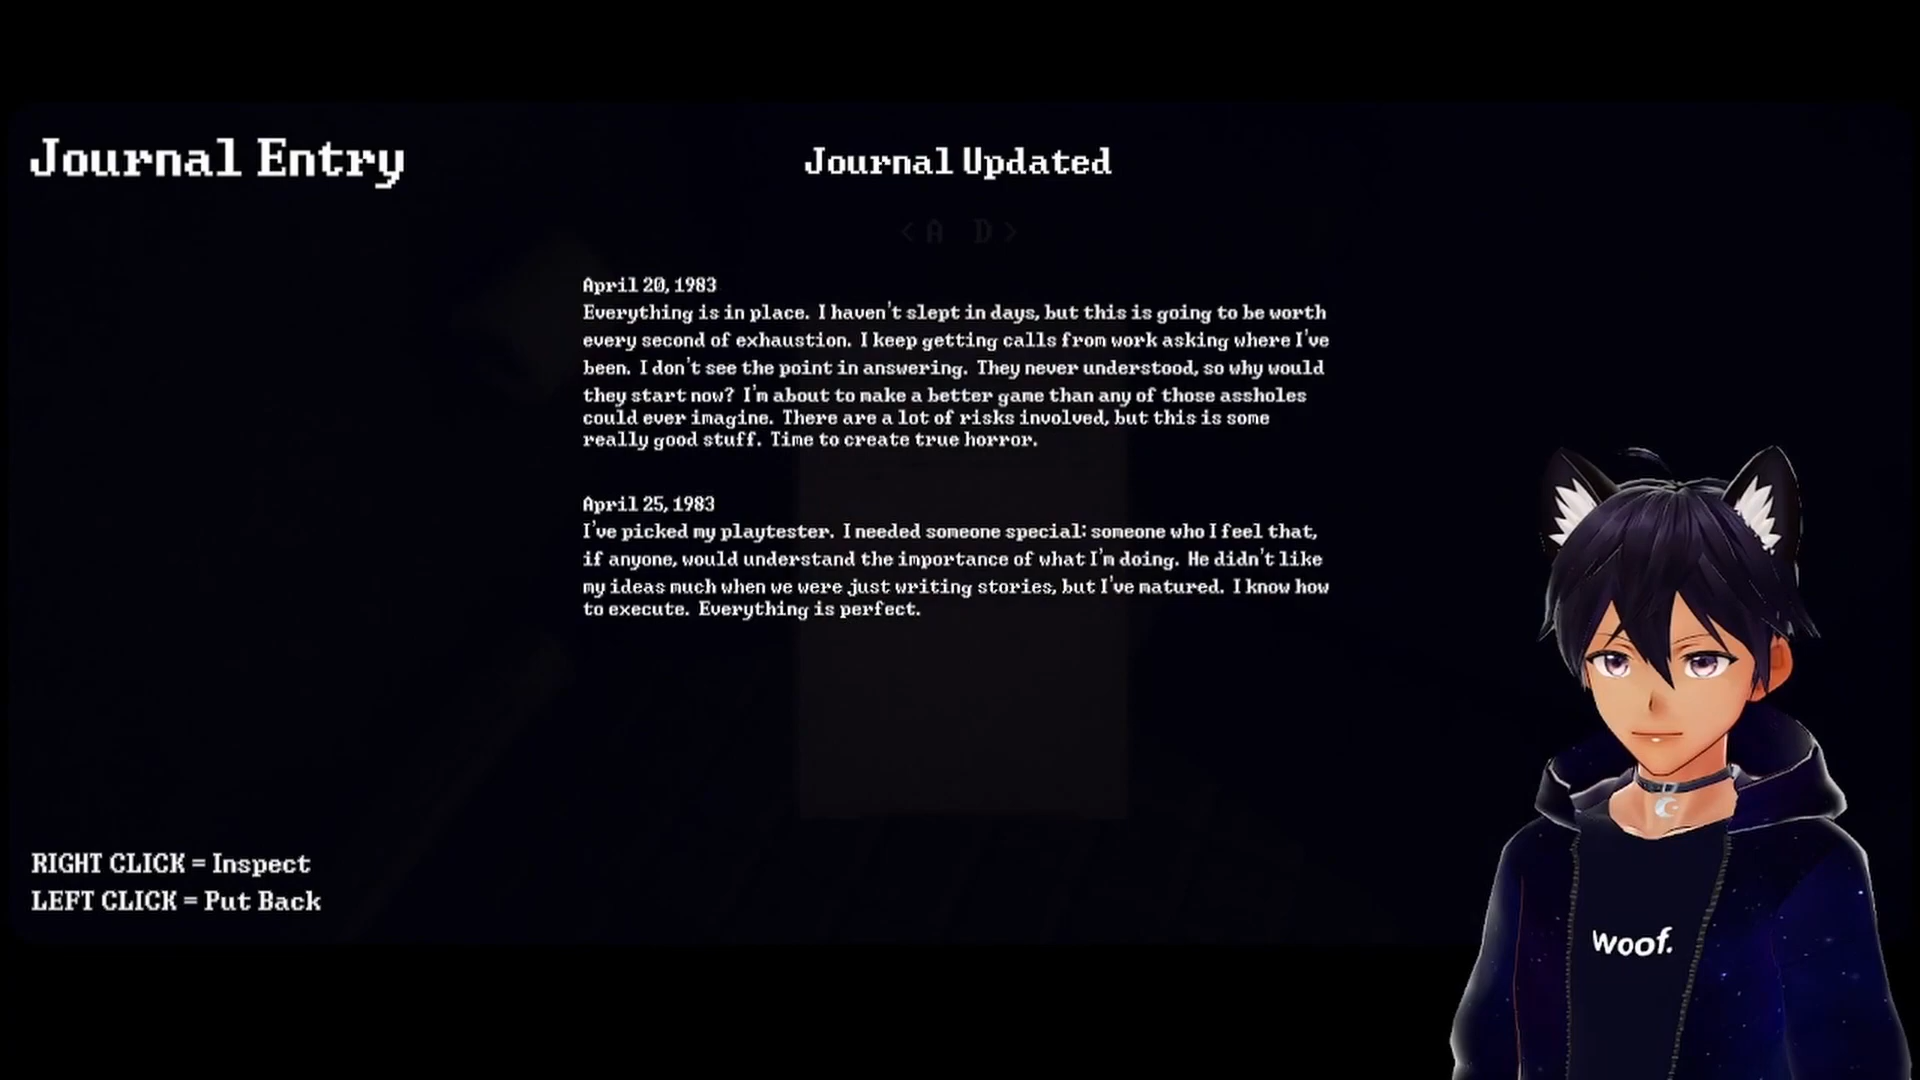 Journal Entry
Journal Updated
< A D >
April 20, 1983
Everything is in place. I haven't slept in days, but this is going to be worth
every second of exhaustion. I keep getting calls from work asking where I've
been. I don't see the point in answering. They never understood, so why would
they start now? I'm about to make a better game than any of those assholes
could ever imagine. There are a lot of risks involved, but this is some
really good stuff. Time to create true horror.
April 25, 1983
I've picked my playtester. I needed someone special: someone who I feel that,
if anyone, would understand the importance of what I'm doing. He didn't like
my ideas much when we were just writing stories, but I've matured. I know how
to execute. Everything is perfect.
RIGHT CLICK = Inspect
LEFT CLICK = Put Back
woof.